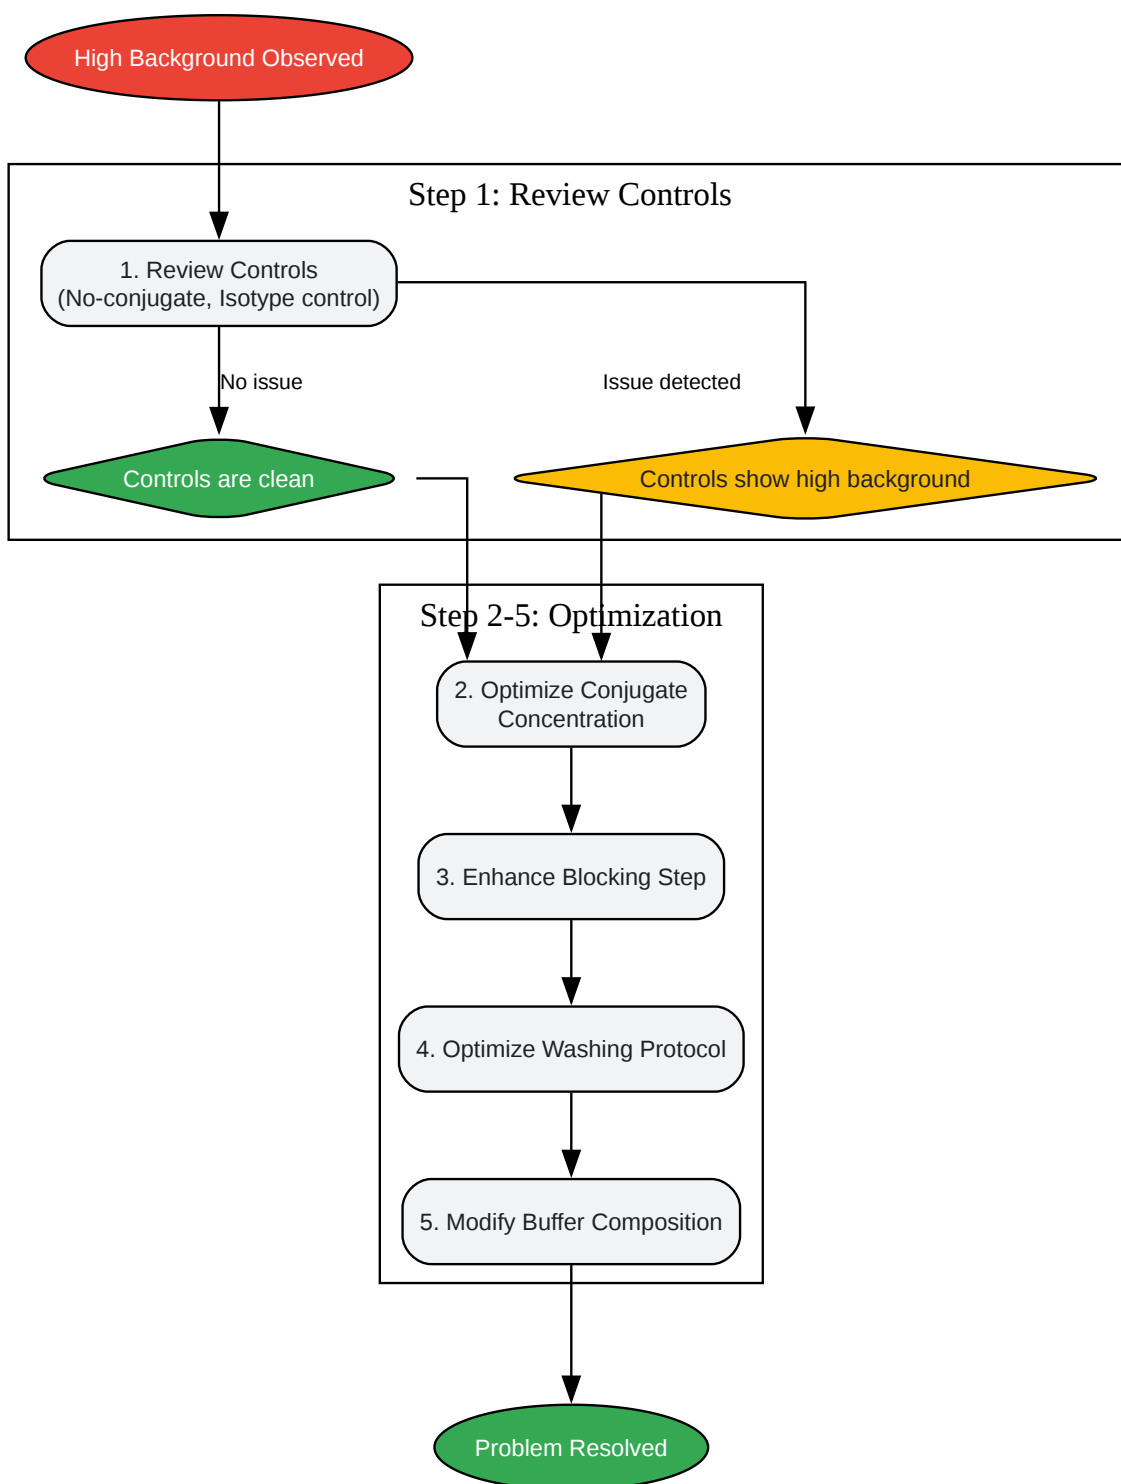 High Background Observed
Step 1: Review Controls
1. Review Controls
(No-conjugate, Isotype control)
No issue
Issue detected
Controls are clean
Controls show high background
Step 2-5: Optimization
2. Optimize Conjugate
Concentration
3. Enhance Blocking Step
4. Optimize Washing Protocol
5. Modify Buffer Composition
Problem Resolved